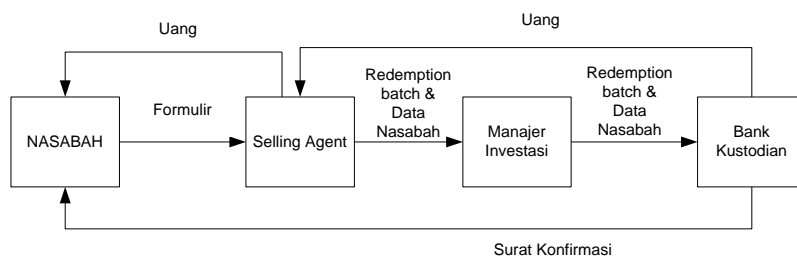 Uang
Uang
Formulir
Redemption
batch &
Data
Nasabah
Redemption
batch &
Data
Nasabah
NASABAH
Selling Agent
Manajer
Investasi
Bank
Kustodian
Surat Konfirmasi